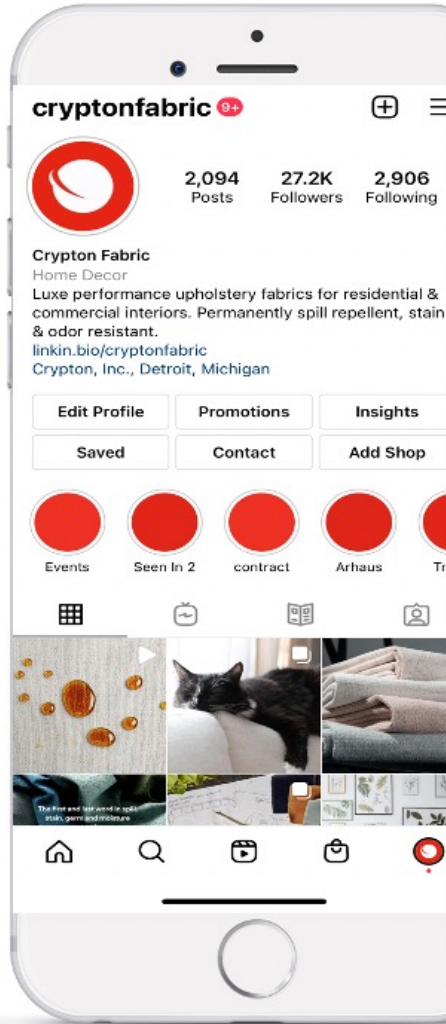 cryptonfabric 9+
2,094 27.2K 2,906
Posts Followers Following
Crypton Fabric
Home Decor
Luxe performance upholstery fabrics for residential &
commercial interiors. Permanently spill repellent, stain
& odor resistant.
linkin.bio/cryptonfabric
Crypton, Inc., Detroit, Michigan
Edit Profile Promotions Insights
Saved Contact Add Shop
Events Seen In 2 contract Arhaus Tr
The first and last word in spill,
stain, germ and moisture